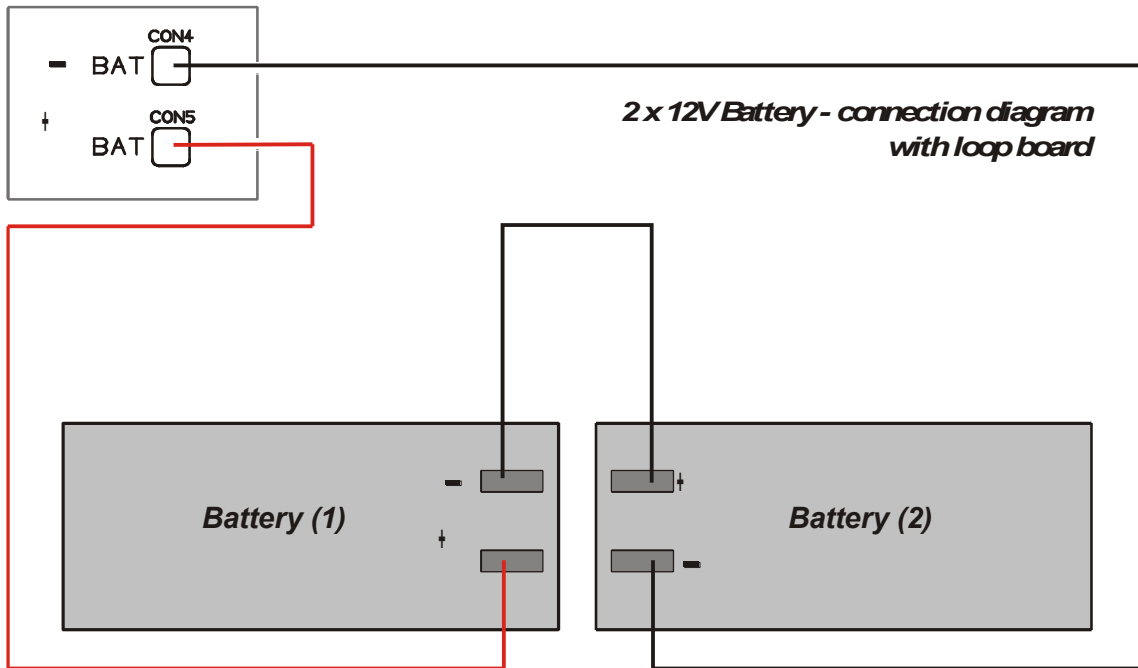 CON4
- BAT
CON5
+ BAT
2 x 12V Battery - connection diagram
with loop board
- +
Battery (1) Battery (2)
+ -